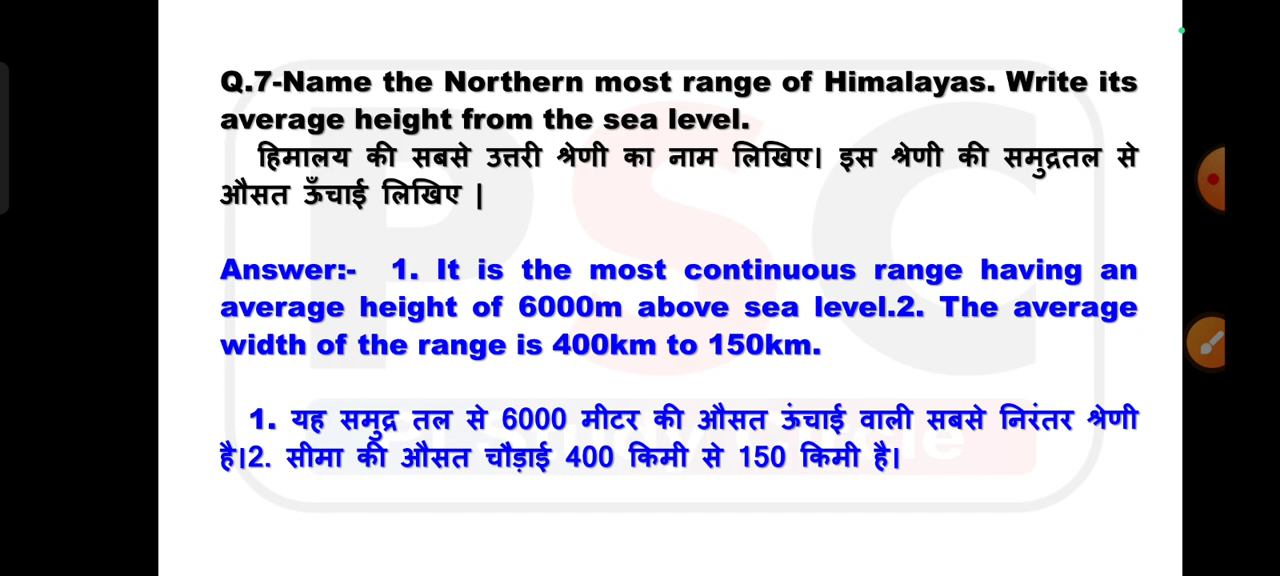 Q.7-Name the Northern most range of Himalayas. Write its
average height from the sea level.
हिमालय की सबसे उत्तरी श्रेणी का नाम लिखिए। इस श्रेणी की समुद्रतल से
औसत ऊँचाई लिखिए |
Answer:- 1. It is the most continuous range having an
average height of 6000m above sea level.2. The average
width of the range is 400km to 150km.
1. यह समुद्र तल से 6000 मीटर की औसत ऊंचाई वाली सबसे निरंतर श्रेणी
है।2. सीमा की औसत चौड़ाई 400 किमी से 150 किमी है।
PSC